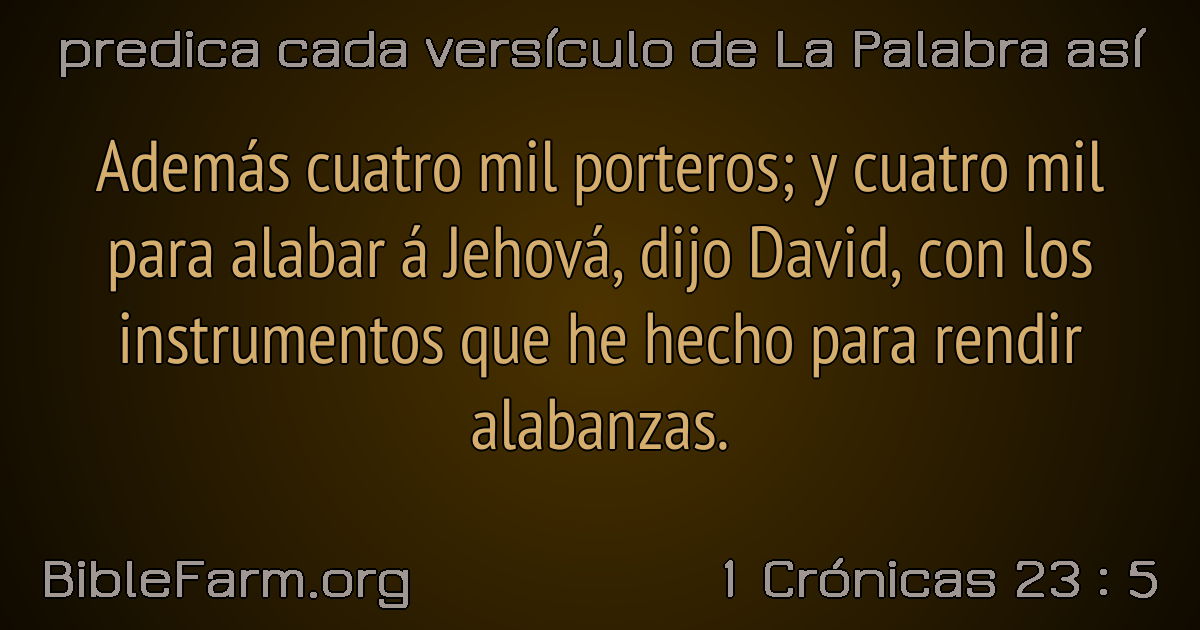 predica cada versículo de La Palabra así
Además cuatro mil porteros; y cuatro mil
para alabar á Jehová, dijo David, con los
instrumentos que he hecho para rendir
alabanzas.
BibleFarm.org
1 Crónicas 23 : 5